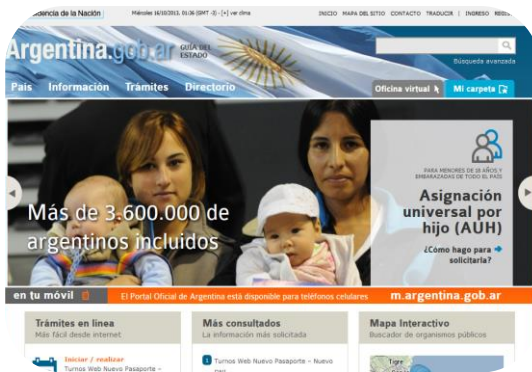 dencia de la Nación
Miércoles 16/10/2013, 01:36 (GMT -3) - [+] ver clima
INICIO MAPA DEL SITIO CONTACTO TRADUCIR | INGRESO
Argentina.gob.ar GUÍA DEL
ESTADO
Búsqueda avanzada
País Información Trámites Directorio
Oficina virtual Mi carpeta
PARA MENORES DE 18 AÑOS Y
EMBARAZADAS DE TODO EL PAÍS
Asignación
universal por
hijo (AUH)
¿Cómo hago para
solicitarla?
Más de 3.600.000 de
argentinos incluidos
en tu móvil El Portal Oficial de Argentina está disponible para teléfonos celulares m.argentina.gob.ar
Trámites en línea
Más fácil desde internet
Iniciar / realizar
Turnos Web Nuevo Pasaporte –
Más consultados
La información más solicitada
1 Turnos Web Nuevo Pasaporte – Nuevo
Mapa Interactivo
Buscador de organismos públicos
Tigre